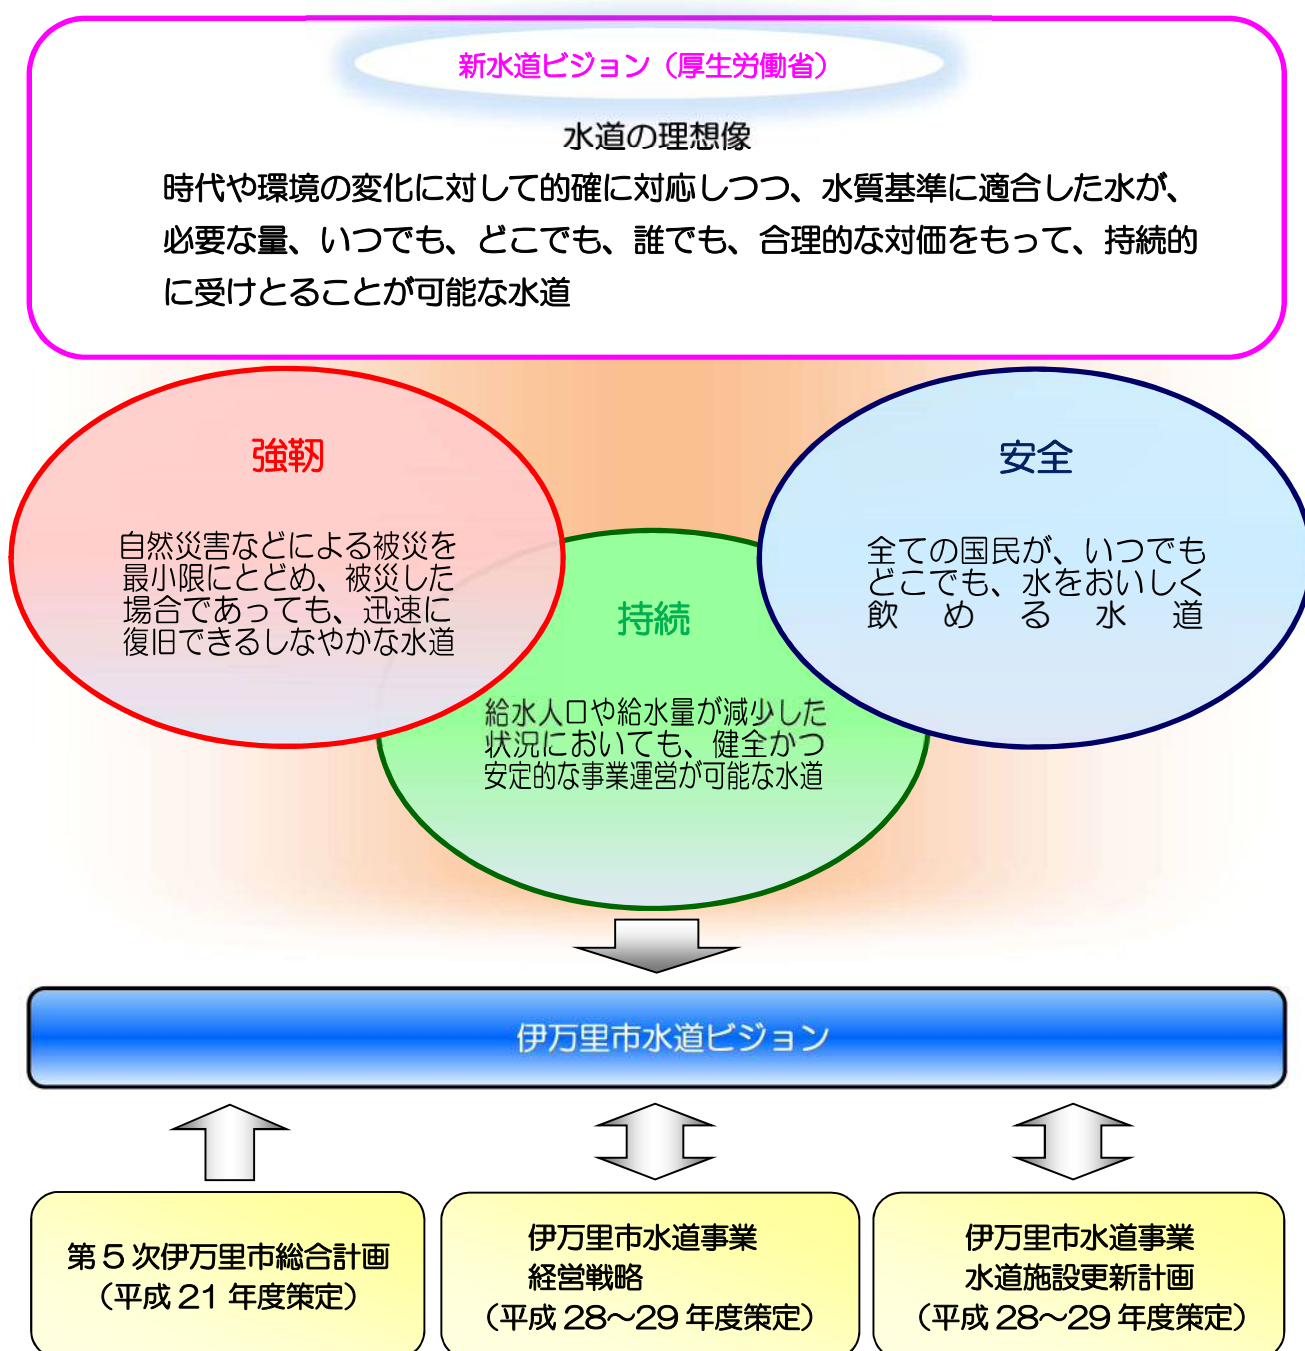 新水道ビジョン（厚生労働省）
水道の理想像
時代や環境の変化に対して的確に対応しつつ、水質基準に適合した水が、
必要な量、いつでも、どこでも、誰でも、合理的な対価をもって、持続的
に受けとることが可能な水道
強靭
自然災害などによる被災を
最小限にとどめ、被災した
場合であっても、迅速に
復旧できるしなやかな水道
安全
全ての国民が、いつでも
どこでも、水をおいしく
飲める水道
持続
給水人口や給水量が減少した
状況においても、健全かつ
安定的な事業運営が可能な水道
伊万里市水道ビジョン
第５次伊万里市総合計画
（平成 21 年度策定）
伊万里市水道事業
経営戦略
（平成 28～29 年度策定）
伊万里市水道事業
水道施設更新計画
（平成 28～29 年度策定）